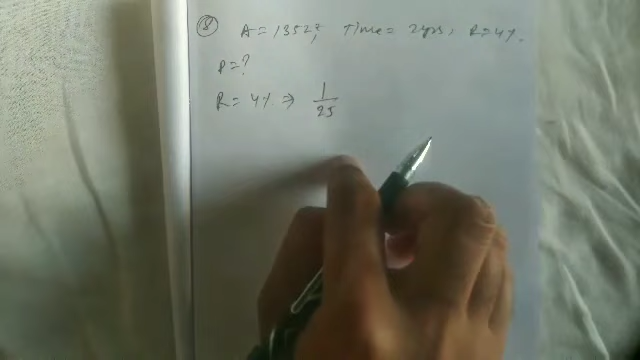 8 A = 1352, Time = 2yrs, R = 4%.
P = ?
R = 4% ⇒ 1/25